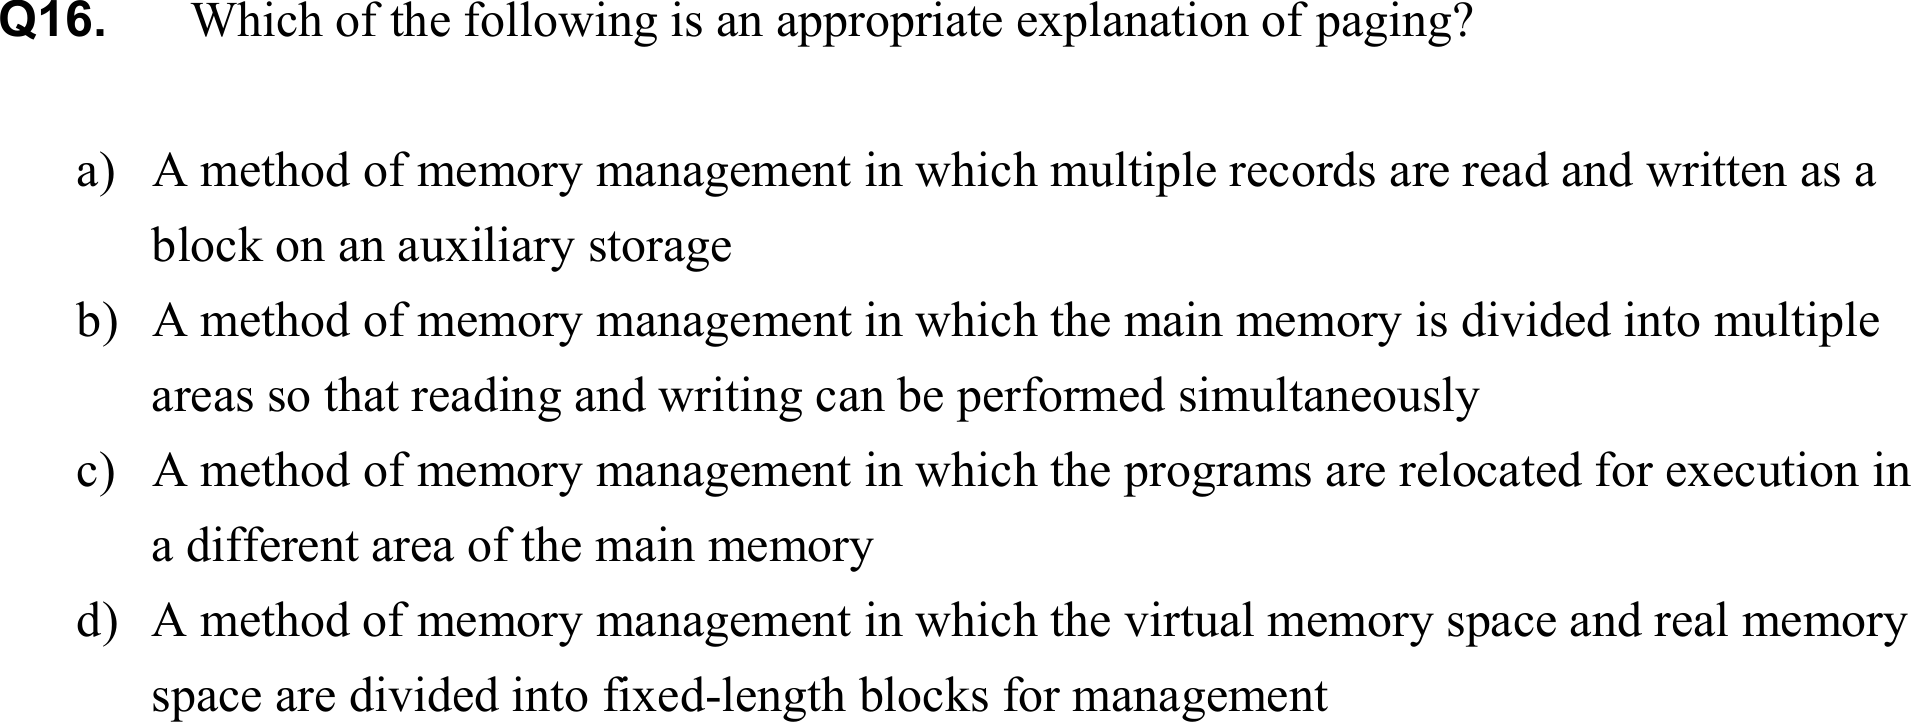 Q16. Which of the following is an appropriate explanation of paging?
a) A method of memory management in which multiple records are read and written as a
block on an auxiliary storage
b) A method of memory management in which the main memory is divided into multiple
areas so that reading and writing can be performed simultaneously
c) A method of memory management in which the programs are relocated for execution in
a different area of the main memory
d) A method of memory management in which the virtual memory space and real memory
space are divided into fixed-length blocks for management